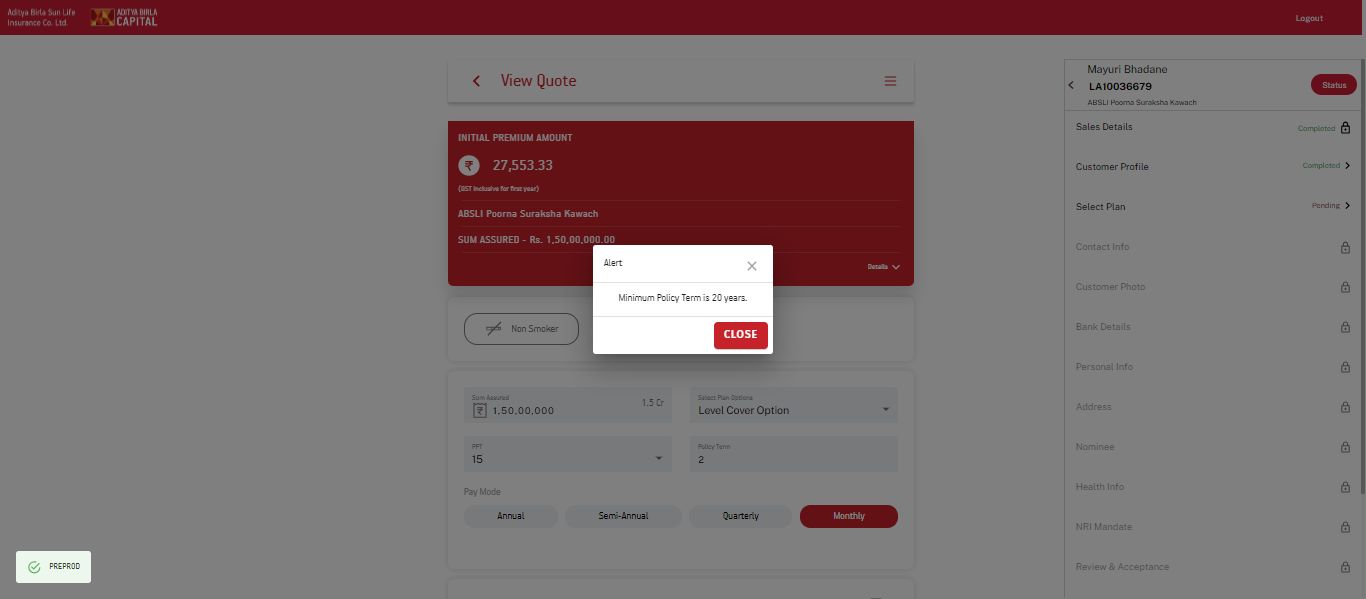 Aditya Birla Sun Life
Insurance Co. Ltd.
ADITYA BIRLA
CAPITAL
Logout
View Quote
INITIAL PREMIUM AMOUNT
₹ 27,553.33
(GST inclusive for first year)
ABSLI Poorna Suraksha Kawach
SUM ASSURED - Rs. 1,50,00,000.00
Details
Alert
Minimum Policy Term is 20 years.
CLOSE
Non Smoker
Sum Assured
₹ 1,50,00,000
1.5 Cr
Select Plan Options
Level Cover Option
PPT
15
Policy Term
2
Pay Mode
Annual
Semi-Annual
Quarterly
Monthly
PREPROD
Mayuri Bhadane
LA10036679
ABSLI Poorna Suraksha Kawach
Status
Sales Details
Completed
Customer Profile
Completed
Select Plan
Pending
Contact Info
Customer Photo
Bank Details
Personal Info
Address
Nominee
Health Info
NRI Mandate
Review & Acceptance